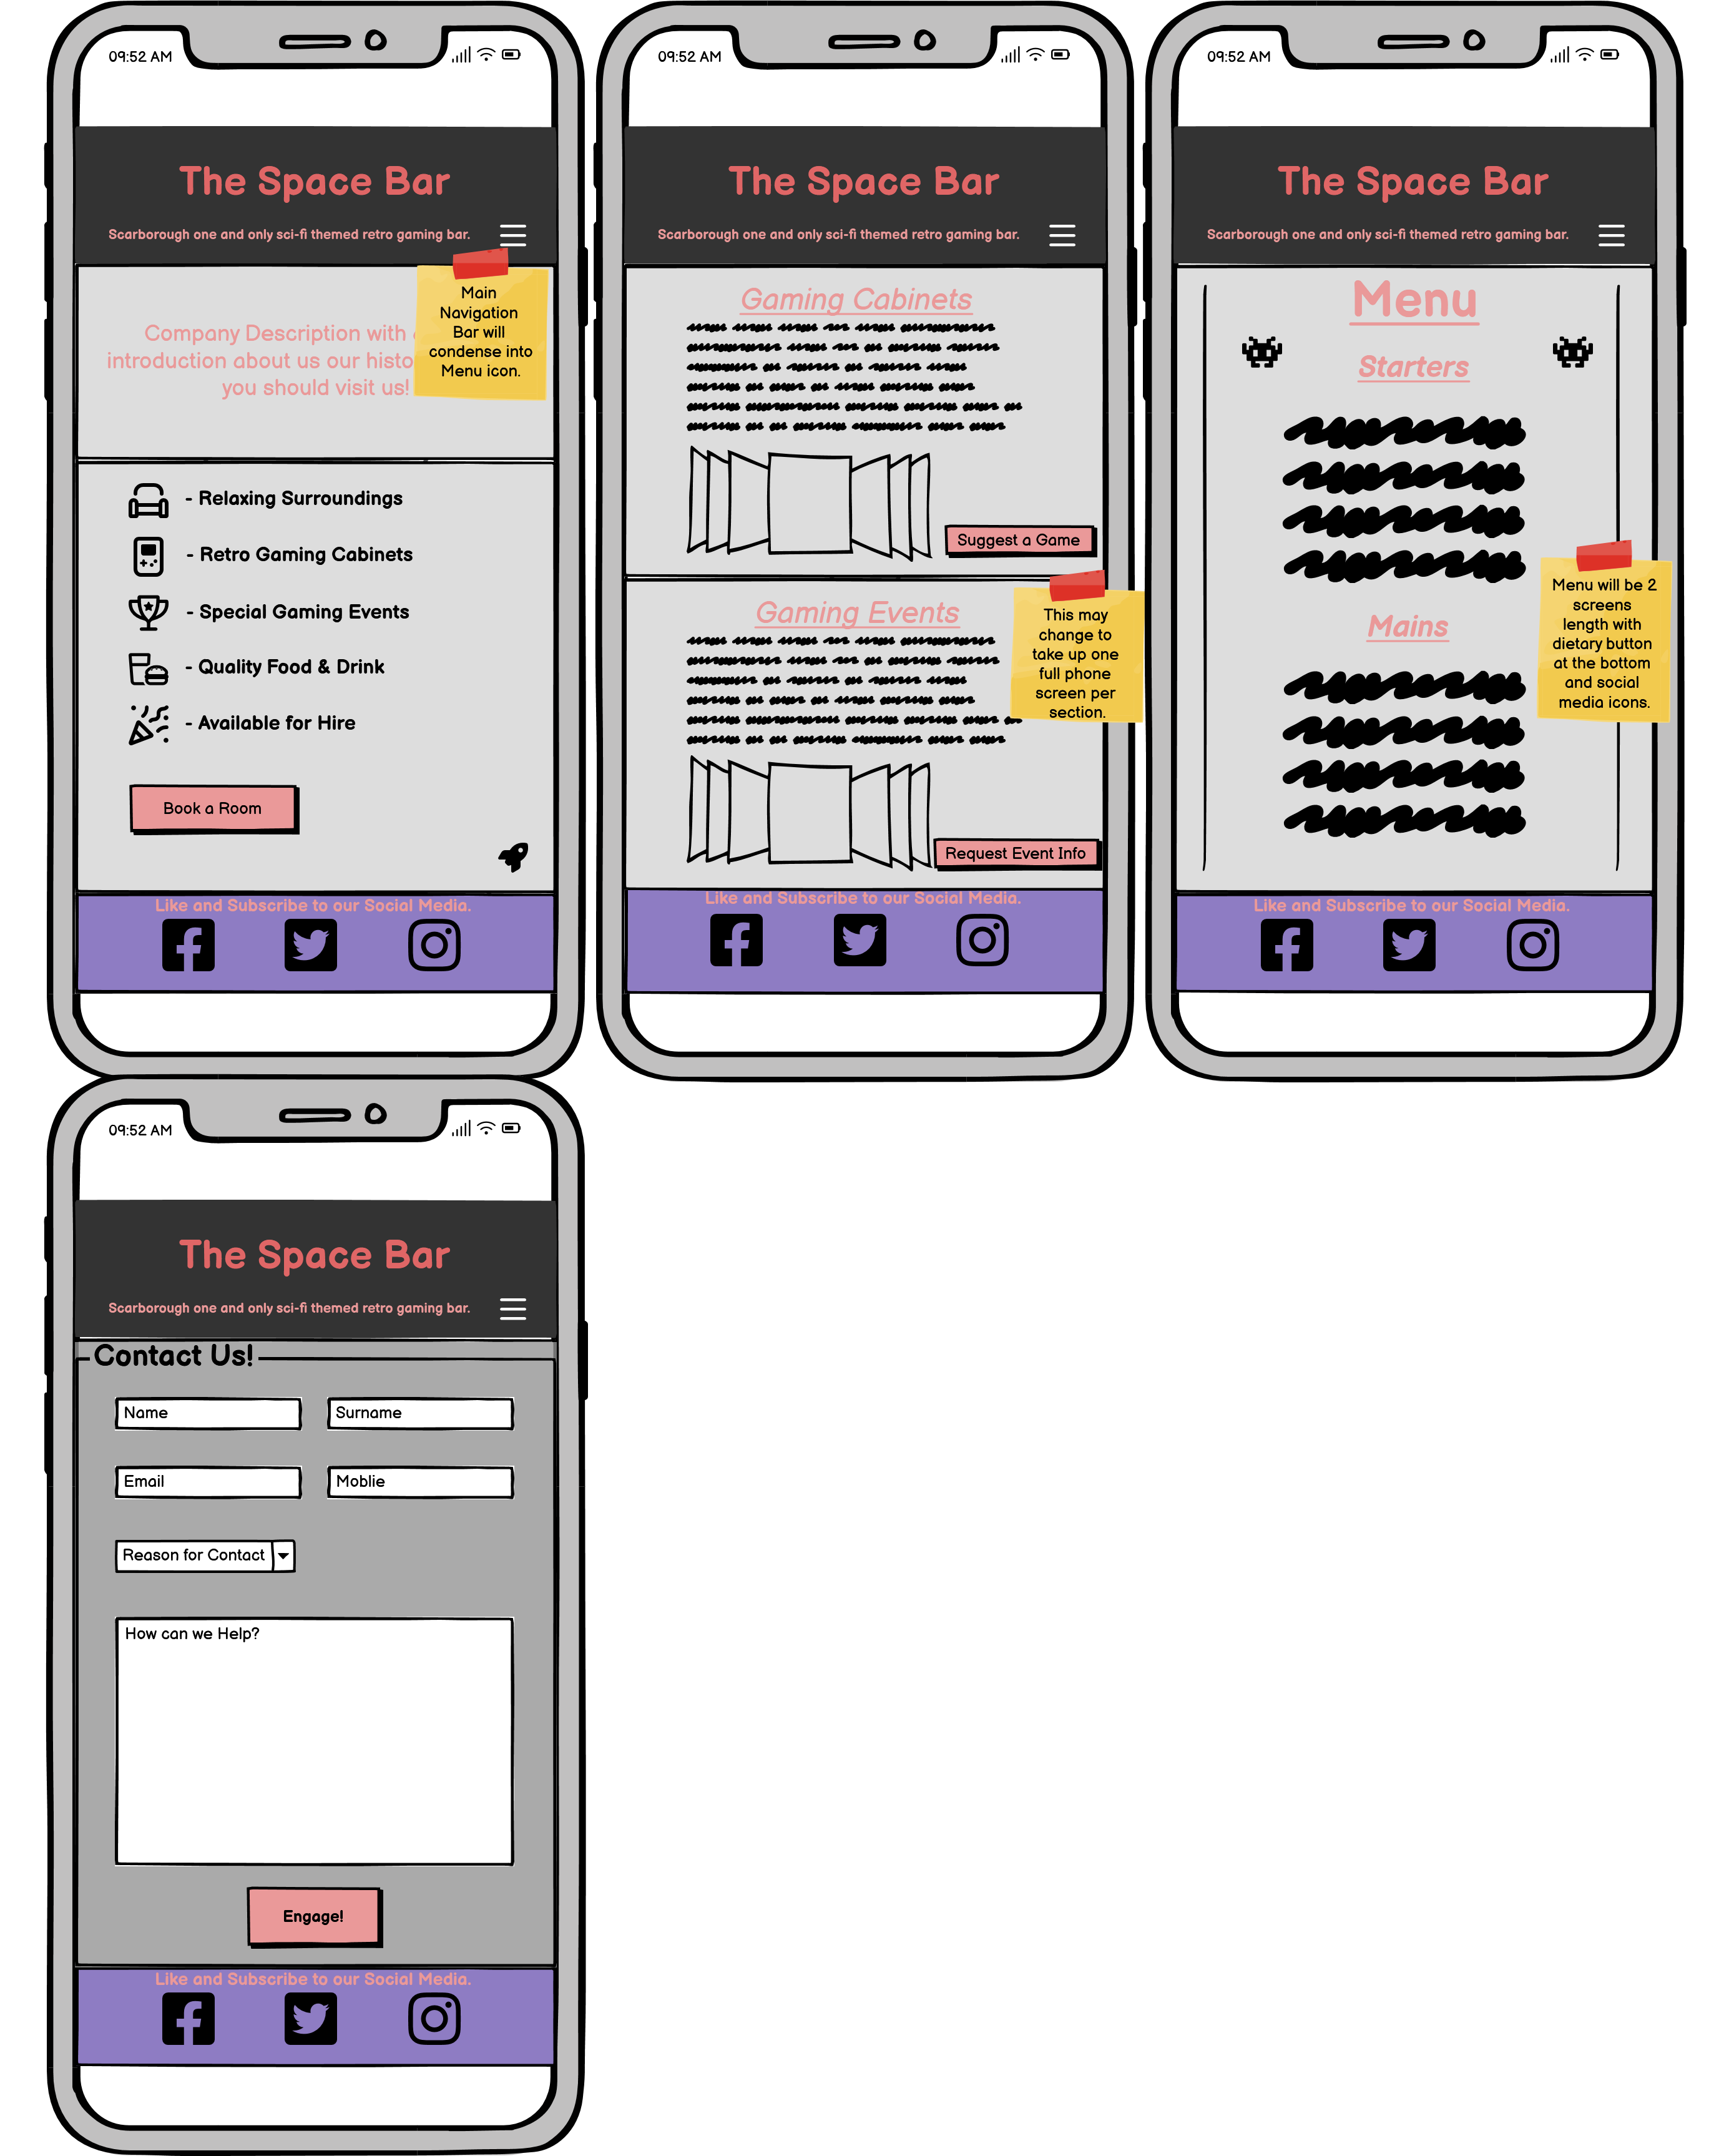 09:52 AM
The Space Bar
Scarborough one and only sci-fi themed retro gaming bar.
Company Description with
introduction about us our histo
you should visit us!
Main
Navigation
Bar will
condense into
Menu icon.
- Relaxing Surroundings
- Retro Gaming Cabinets
- Special Gaming Events
- Quality Food & Drink
- Available for Hire
Book a Room
Like and Subscribe to our Social Media.
09:52 AM
The Space Bar
Scarborough one and only sci-fi themed retro gaming bar.
Gaming Cabinets
Suggest a Game
Gaming Events
This may
change to
take up one
full phone
screen per
section.
Request Event Info
Like and Subscribe to our Social Media.
09:52 AM
The Space Bar
Scarborough one and only sci-fi themed retro gaming bar.
Menu
Starters
Mains
Menu will be 2
screens
length with
dietary button
at the bottom
and social
media icons.
Like and Subscribe to our Social Media.
09:52 AM
The Space Bar
Scarborough one and only sci-fi themed retro gaming bar.
Contact Us!
Name
Surname
Email
Moblie
Reason for Contact
How can we Help?
Engage!
Like and Subscribe to our Social Media.